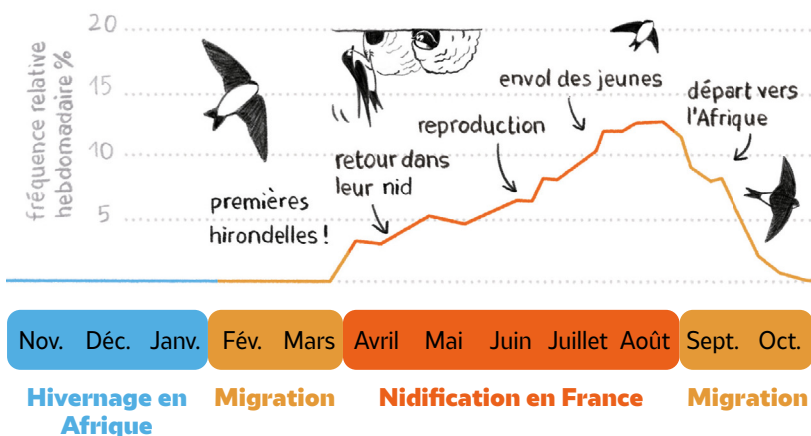 fréquence relative
hebdomadaire %
20
15
10
5
premières
hirondelles !
retour dans
leur nid
reproduction
envol des jeunes
départ vers
l'Afrique
Nov. Déc. Janv. Fév. Mars Avril Mai Juin Juillet Août Sept. Oct.
Hivernage en
Afrique
Migration
Nidification en France
Migration